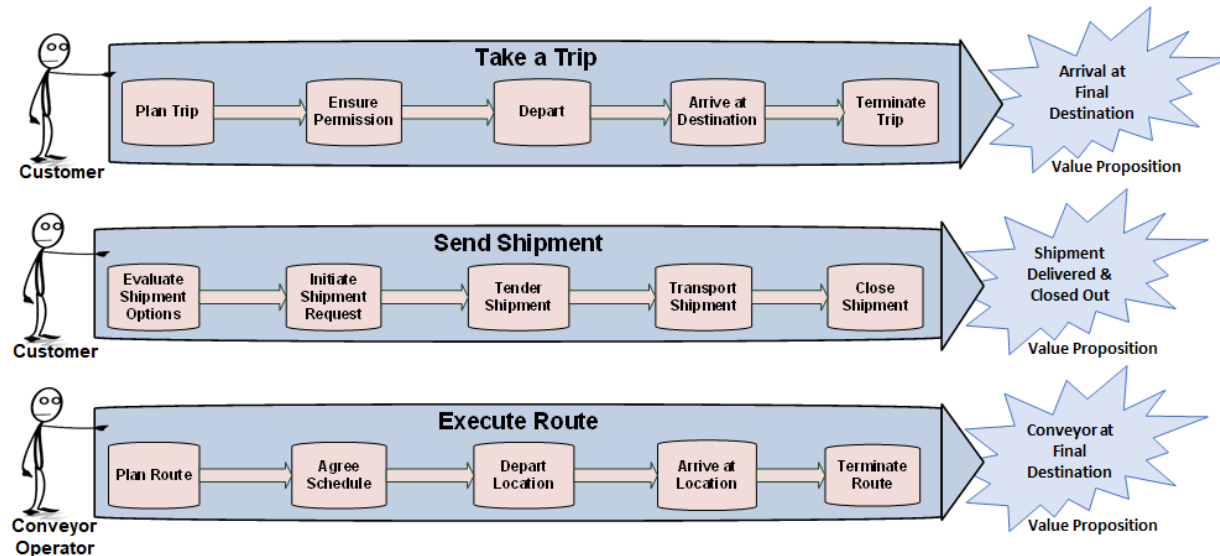 Take a Trip
Plan Trip
Ensure
Permission
Depart
Arrive at
Destination
Terminate
Trip
Arrival at
Final
Destination
Customer
Value Proposition
Send Shipment
Evaluate
Shipment
Options
Initiate
Shipment
Request
Tender
Shipment
Transport
Shipment
Close
Shipment
Shipment
Delivered &
Closed Out
Customer
Value Proposition
Execute Route
Plan Route
Agree
Schedule
Depart
Location
Arrive at
Location
Terminate
Route
Conveyor at
Final
Destination
Conveyor
Operator
Value Proposition